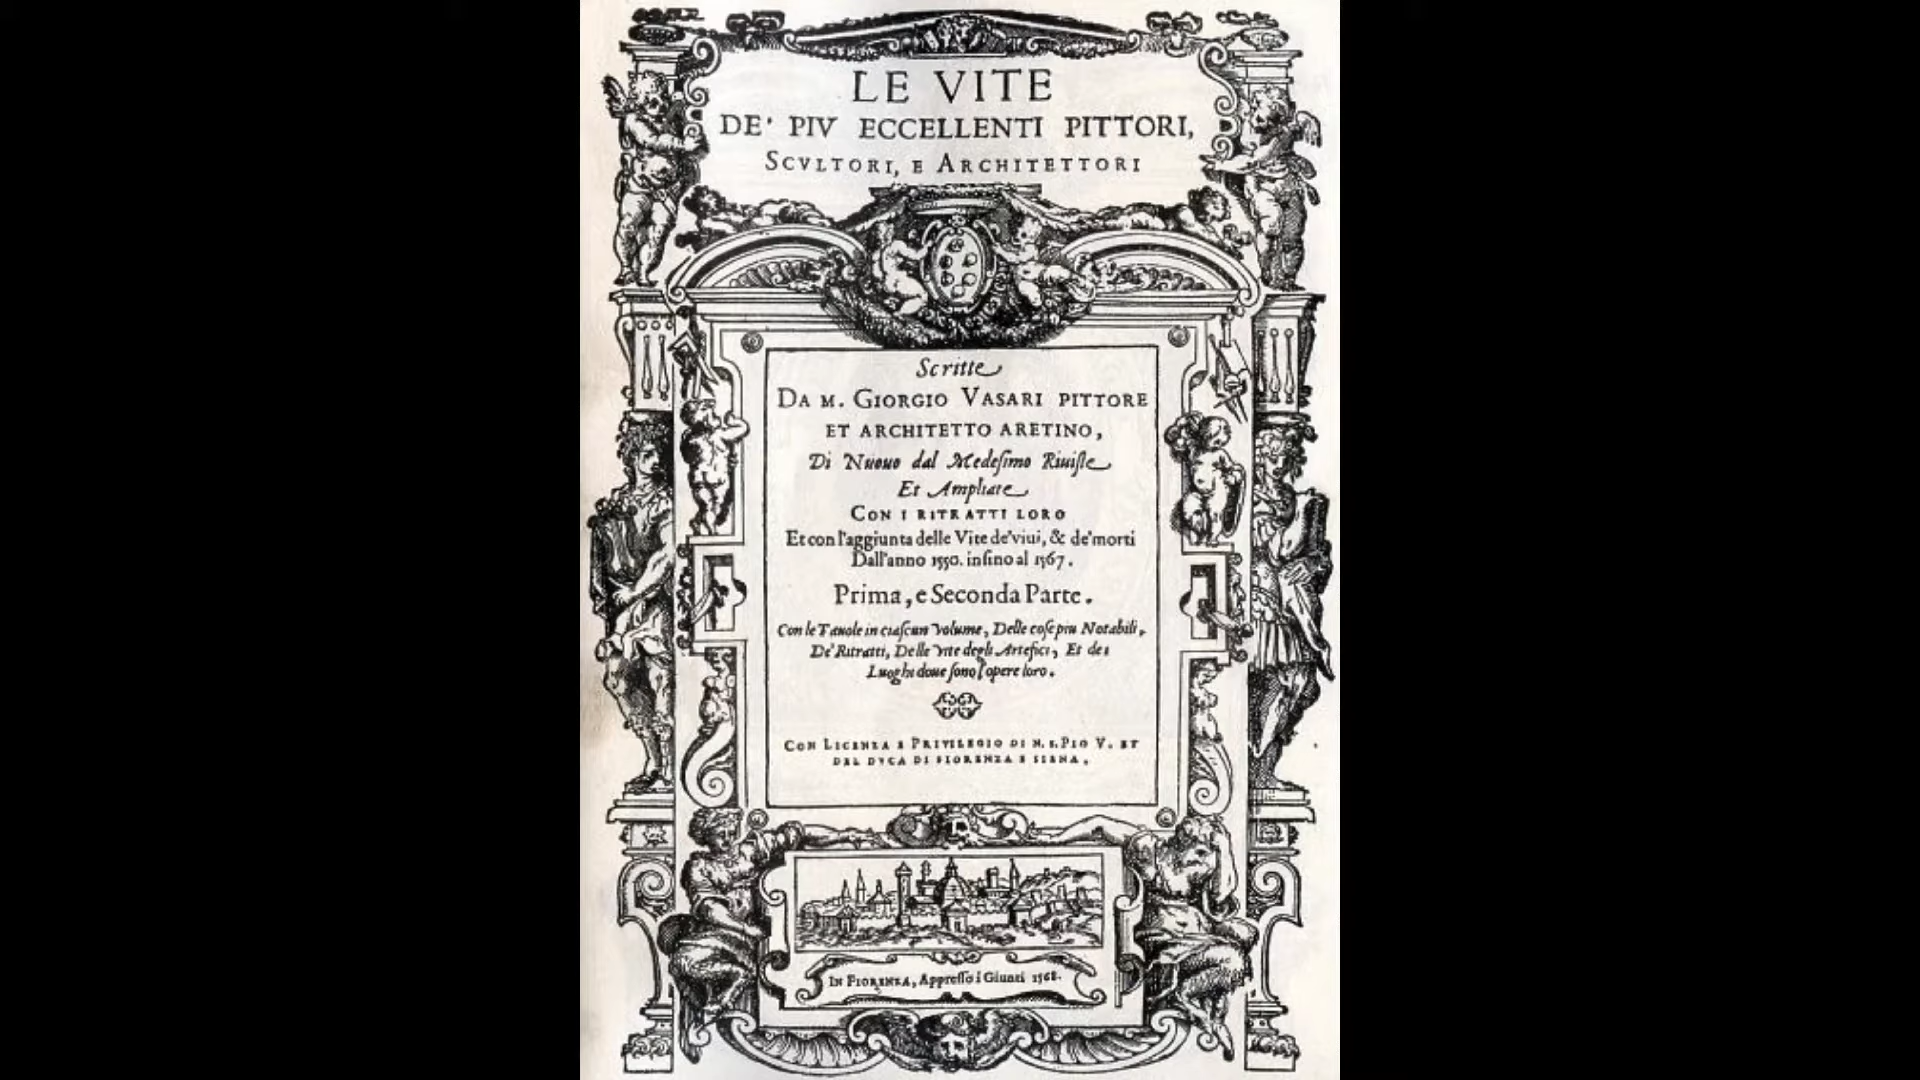 LE VITE
DE' PIV ECCELLENTI PITTORI,
SCVLTORI, E ARCHITETTORI
Scritte
DA M. GIORGIO VASARI PITTORE
ET ARCHITETTO ARETINO,
Di Nuouo dal Medesimo Riuiste
Et Ampliate
CON I RITRATTI LORO
Et con l'aggiunta delle Vite de' viui, & de' morti
Dall'anno 1550. insino al 1567.
Prima, e Seconda Parte.
Con le Tauole in ciascun volume, Delle cose piu Notabili,
De' Ritratti, Delle vite degli Artefici, Et dei
Luoghi doue sono l'opere loro.
CON LICENZA E PRIVILEGIO DI N. S. PIO V. ET
DEL DVCA DI FIORENZA E SIENA.
IN FIORENZA, Appresso i Giunti 1568.